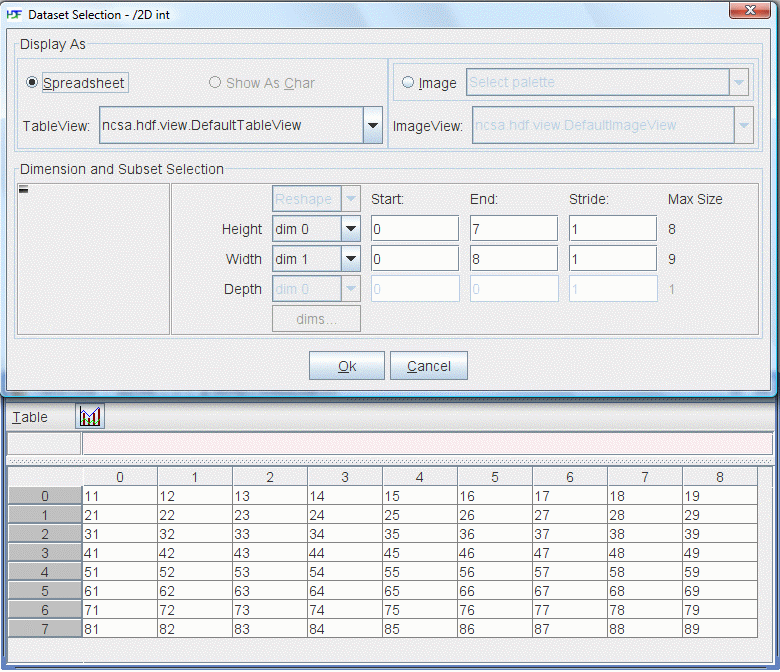 HDF Dataset Selection - /2D int
Display As
Spreadsheet Show As Char Image Select palette
TableView: ncsa.hdf.view.DefaultTableView ImageView: ncsa.hdf.view.DefaultImageView
Dimension and Subset Selection
Reshape Start: End: Stride: Max Size
Height dim 0 0 7 1 8
Width dim 1 0 8 1 9
Depth dim 0 0 0 1 1
dims...
Ok Cancel
Table
0 1 2 3 4 5 6 7 8
0 11 12 13 14 15 16 17 18 19
1 21 22 23 24 25 26 27 28 29
2 31 32 33 34 35 36 37 38 39
3 41 42 43 44 45 46 47 48 49
4 51 52 53 54 55 56 57 58 59
5 61 62 63 64 65 66 67 68 69
6 71 72 73 74 75 76 77 78 79
7 81 82 83 84 85 86 87 88 89